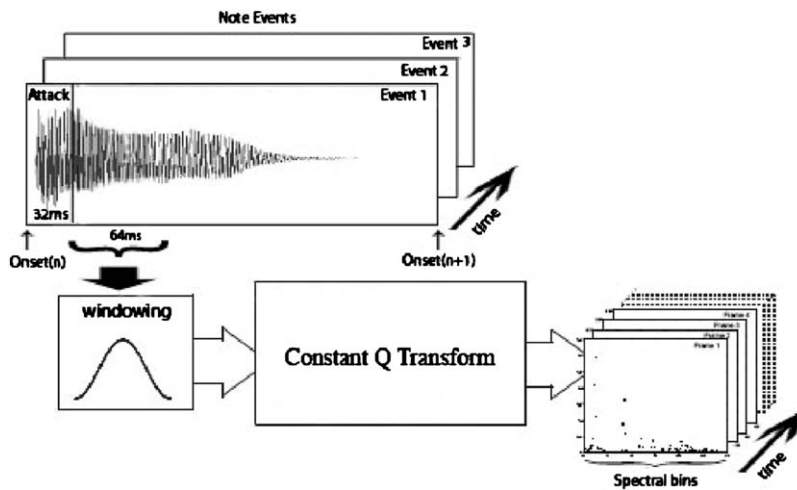 Note Events
Event 3
Event 2
Attack
Event 1
32ms
64ms
time
Onset(n)
Onset(n+1)
windowing
Constant Q Transform
Frame 4
Frame 3
Frame 2
Frame 1
Spectral bins
time